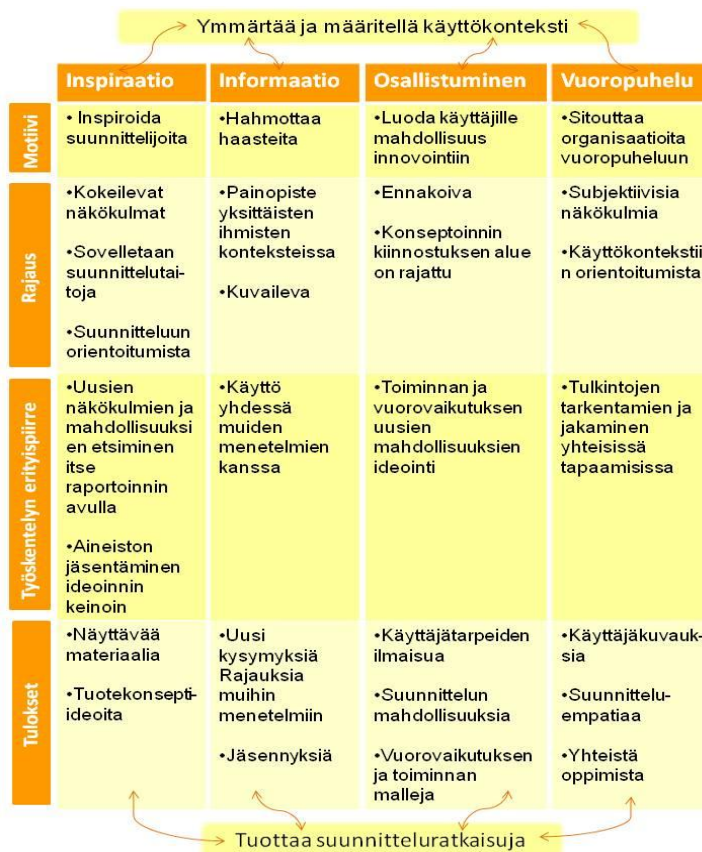 Ymmärtää ja määritellä käyttökonteksti
Inspiraatio
Informaatio
Osallistuminen
Vuoropuhelu
Motiivi
• Inspiroida
suunnittelijoita
•Hahmottaa
haasteita
•Luoda käyttäjille
mahdollisuus
innovointiin
•Sitouttaa
organisaatioita
vuoropuheluun
Rajaus
•Kokeilevat
näkökulmat
•Sovelletaan
suunnittelutai-
toja
•Suunnitteluun
orientoitumista
•Painopiste
yksittäisten
ihmisten
konteksteissa
•Kuvaileva
•Ennakoiva
•Konseptoinnin
kiinnostuksen alue
on rajattu
•Subjektiivisia
näkökulmia
•Käyttökontekstii
n orientoitumista
Työskentelyn erityispiirre
•Uusien
näkökulmien ja
mahdollisuuksi
en etsiminen
itse
raportoinnin
avulla
•Aineiston
jäsentäminen
ideoinnin
keinoin
•Käyttö
yhdessä
muiden
menetelmien
kanssa
•Toiminnan ja
vuorovaikutuksen
uusien
mahdollisuuksien
ideointi
•Tulkintojen
tarkentamien ja
jakaminen
yhteisissä
tapaamisissa
Tulokset
•Näyttävää
materiaalia
•Tuotekonsepti-
ideoita
•Uusi
kysymyksiä
Rajauksia
muihin
menetelmiin
•Jäsennyksiä
•Käyttäjätarpeiden
ilmaisua
•Suunnittelun
mahdollisuuksia
•Vuorovaikutuksen
ja toiminnan
malleja
•Käyttäjäkuvauk-
sia
•Suunnittelu-
empatiaa
•Yhteistä
oppimista
Tuottaa suunnitteluratkaisuja